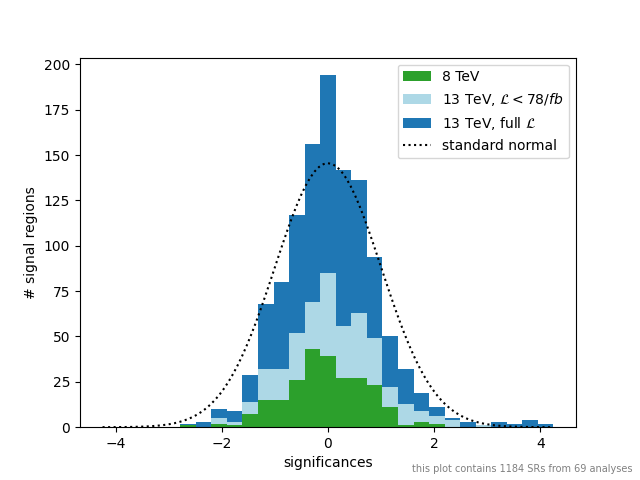 200
175
150
125
100
75
50
25
0
# signal regions
8 TeV
13 TeV, ℒ < 78/fb
13 TeV, full ℒ
standard normal
−4 −2 0 2 4
significances
this plot contains 1184 SRs from 69 analyses